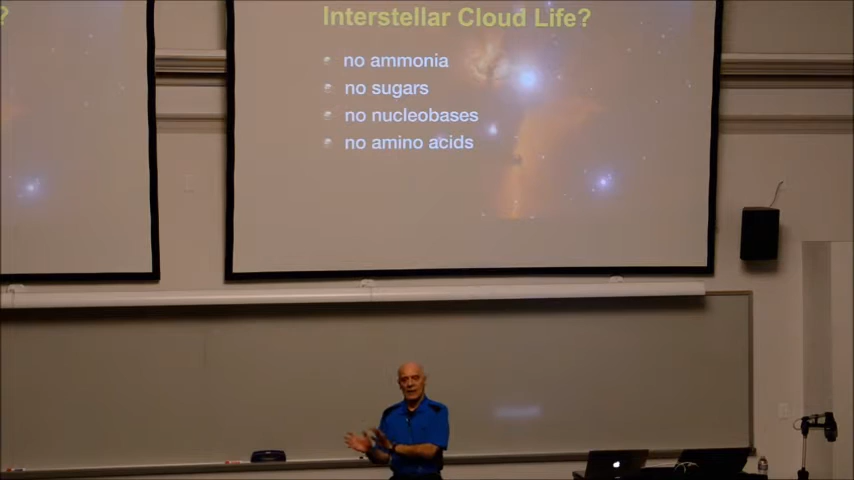 ?
Interstellar Cloud Life?
no ammonia
no sugars
no nucleobases
no amino acids